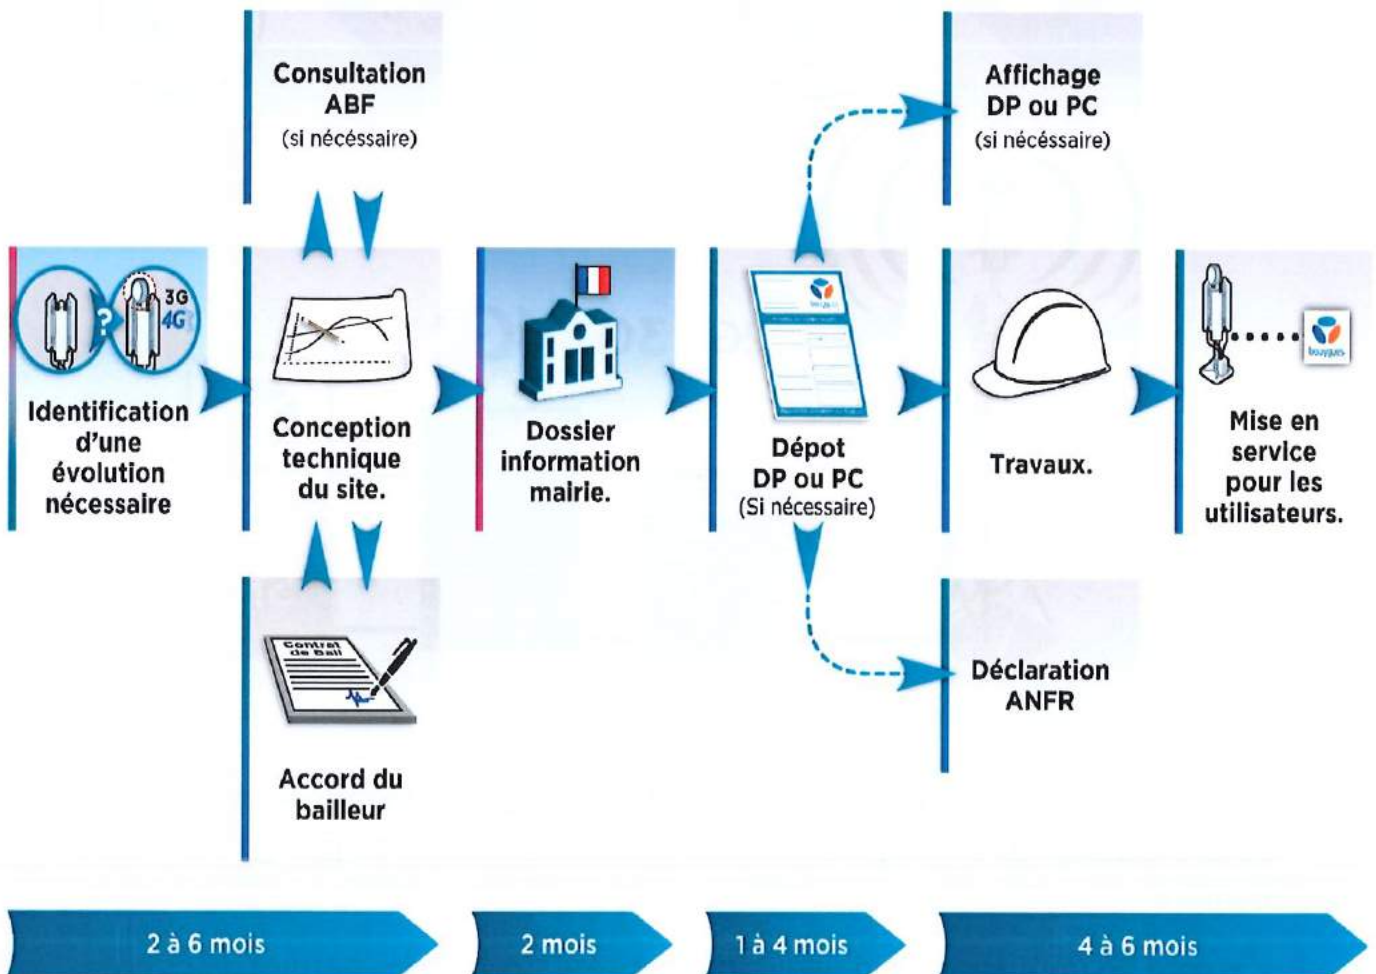 Consultation
ABF
(si nécéssaire)
Affichage
DP ou PC
(si nécéssaire)
?
3G
4G
Identification
d'une
évolution
nécessaire
Conception
technique
du site.
Dossier
information
mairie.
Dépot
DP ou PC
(Si nécessaire)
Travaux.
bouygues
Mise en
service
pour les
utilisateurs.
Contrat
de Bail
Accord du
bailleur
Déclaration
ANFR
2 à 6 mois
2 mois
1 à 4 mois
4 à 6 mois